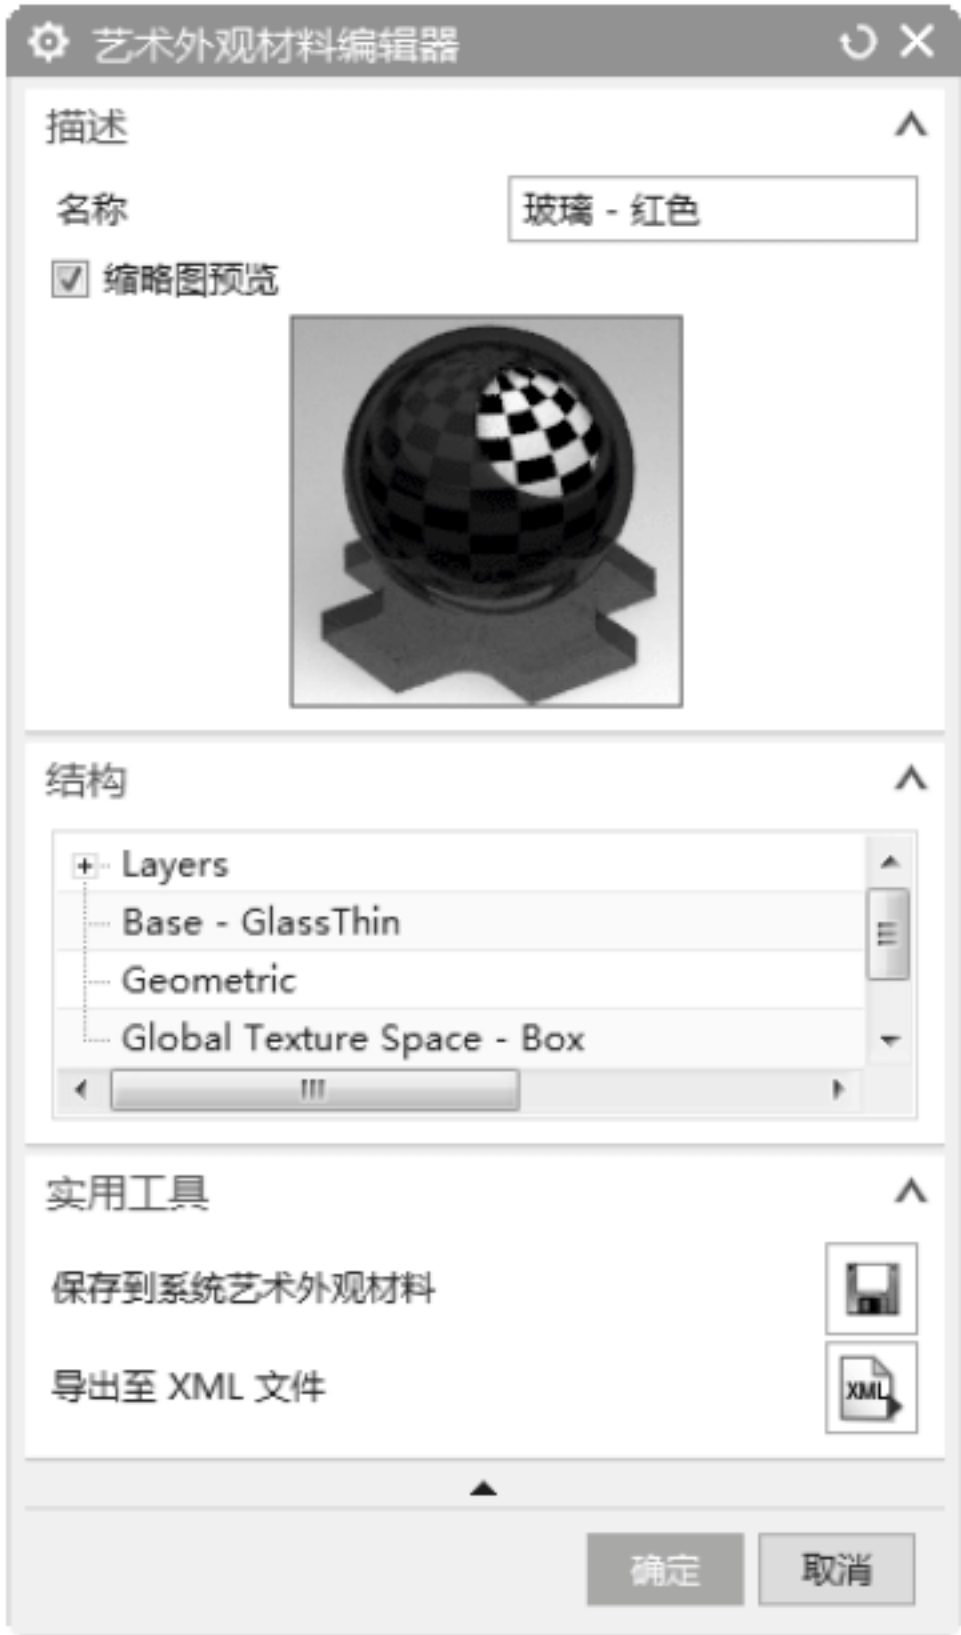 艺术外观材料编辑器
描述
名称
玻璃 - 红色
缩略图预览
结构
Layers
Base - GlassThin
Geometric
Global Texture Space - Box
实用工具
保存到系统艺术外观材料
导出至 XML 文件
XML
确定
取消